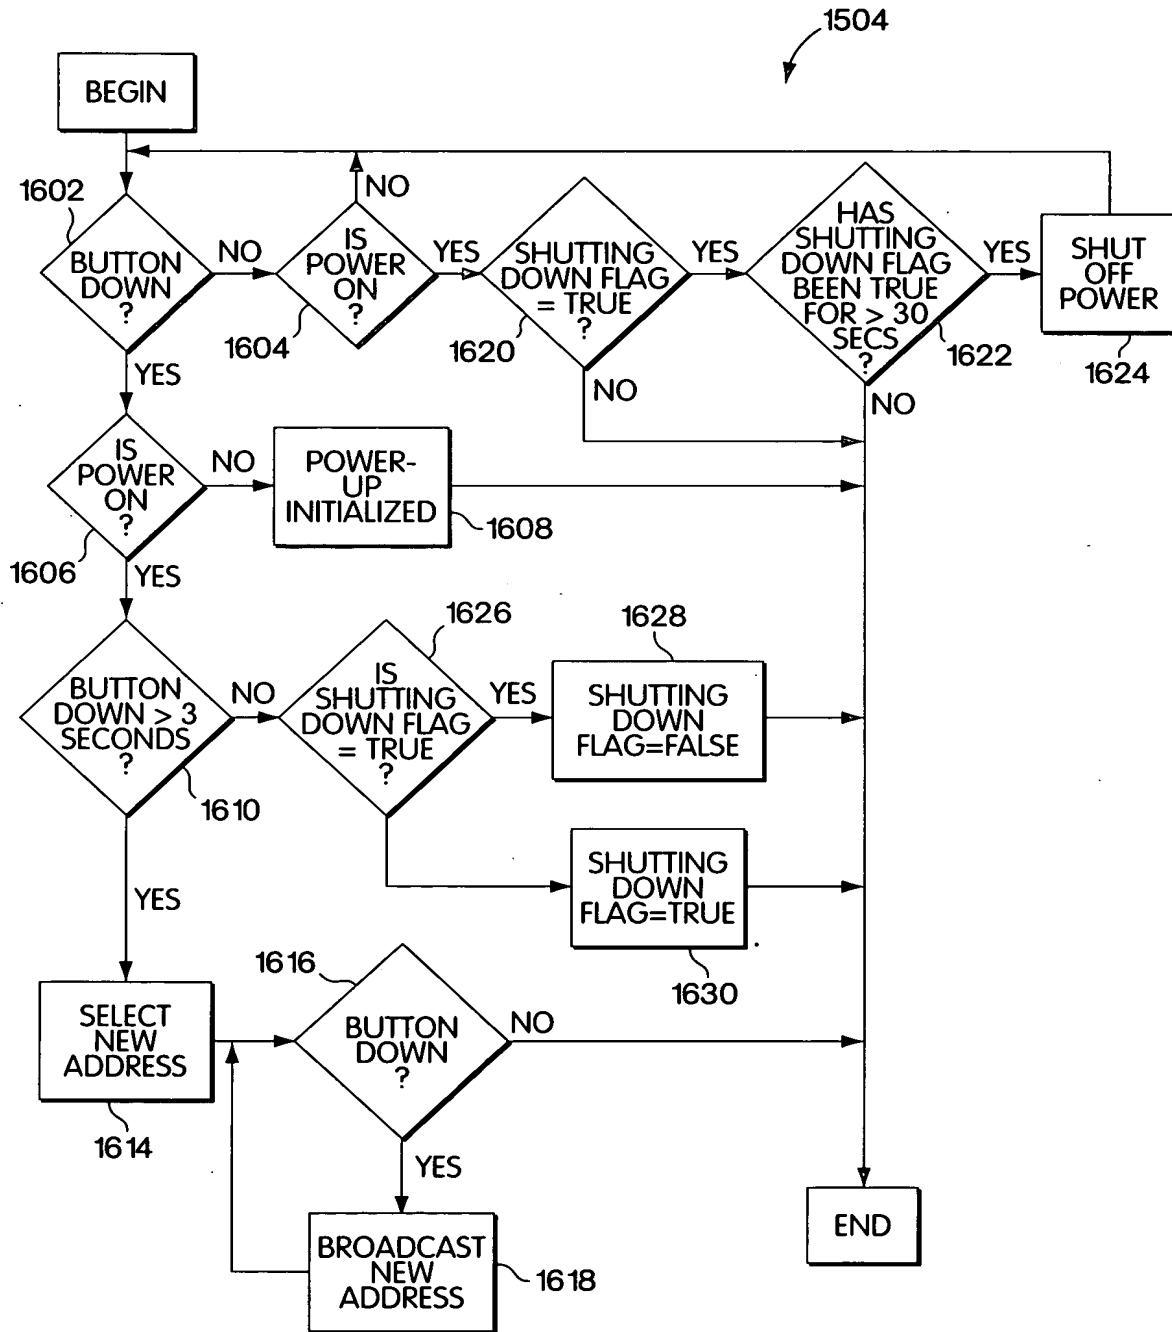 1504
BEGIN
1602
BUTTON
DOWN
?
NO
YES
IS
POWER
ON
?
1604
NO
YES
SHUTTING
DOWN FLAG
= TRUE
?
1620
YES
NO
HAS
SHUTTING
DOWN FLAG
BEEN TRUE
FOR > 30
SECS
?
1622
YES
NO
SHUT
OFF
POWER
1624
IS
POWER
ON
?
1606
NO
YES
POWER-
UP
INITIALIZED
1608
BUTTON
DOWN > 3
SECONDS
?
1610
NO
YES
1626
IS
SHUTTING
DOWN FLAG
= TRUE
?
YES
1628
SHUTTING
DOWN
FLAG=FALSE
SHUTTING
DOWN
FLAG=TRUE
1630
SELECT
NEW
ADDRESS
1614
1616
BUTTON
DOWN
?
NO
YES
BROADCAST
NEW
ADDRESS
1618
END